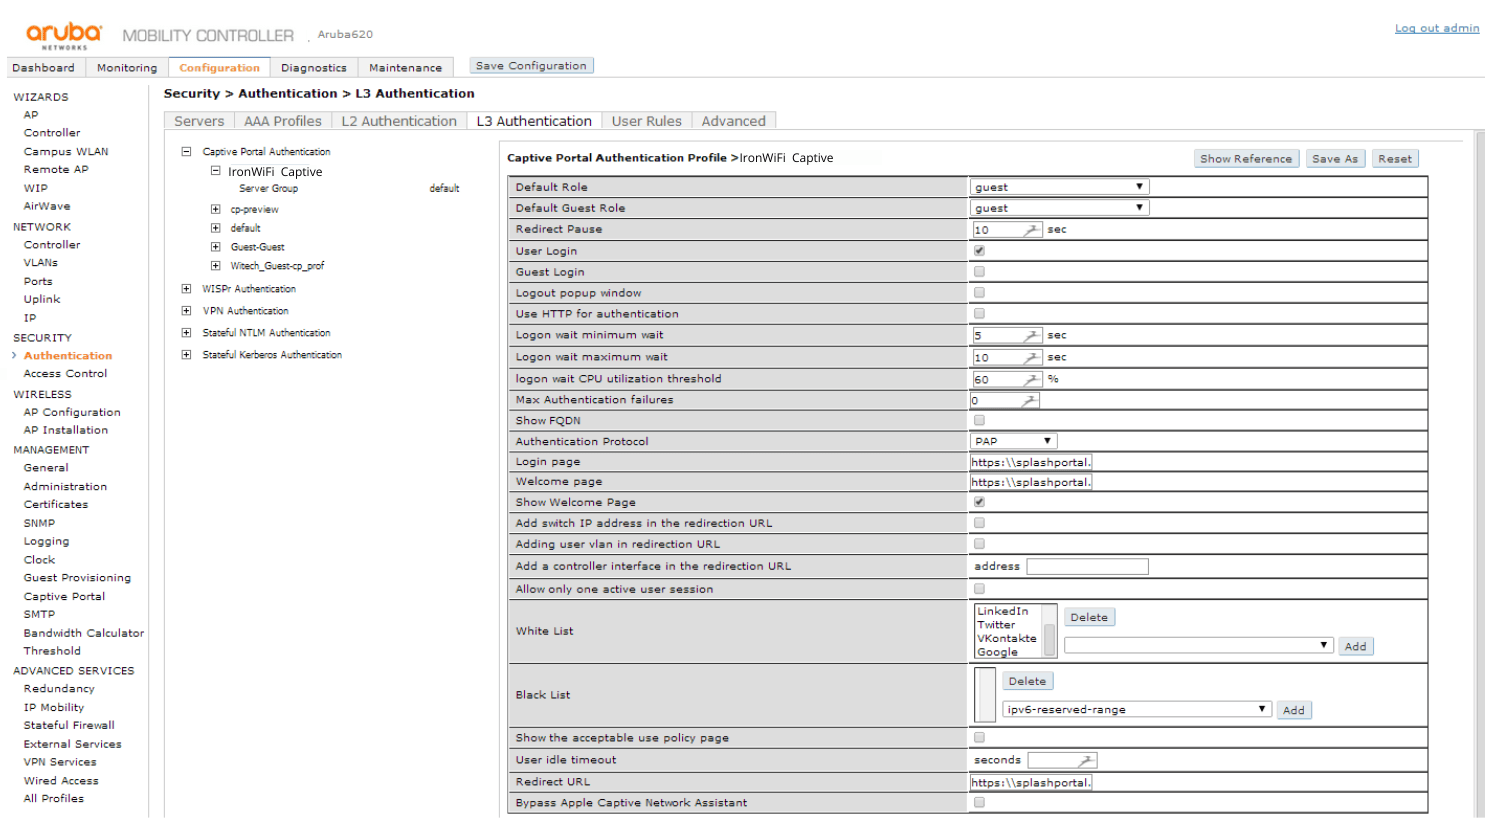 aruba
NETWORKS
MOBILITY CONTROLLER , Aruba620
Log out admin
Dashboard Monitoring Configuration Diagnostics Maintenance Save Configuration
WIZARDS
AP
Controller
Campus WLAN
Remote AP
WIP
AirWave
NETWORK
Controller
VLANs
Ports
Uplink
IP
SECURITY
Authentication
Access Control
WIRELESS
AP Configuration
AP Installation
MANAGEMENT
General
Administration
Certificates
SNMP
Logging
Clock
Guest Provisioning
Captive Portal
SMTP
Bandwidth Calculator
Threshold
ADVANCED SERVICES
Redundancy
IP Mobility
Stateful Firewall
External Services
VPN Services
Wired Access
All Profiles
Security > Authentication > L3 Authentication
Servers AAA Profiles L2 Authentication L3 Authentication User Rules Advanced
Captive Portal Authentication
IronWiFi Captive
Server Group default
cp-preview
default
Guest-Guest
Witech_Guest-cp_prof
WISPr Authentication
VPN Authentication
Stateful NTLM Authentication
Stateful Kerberos Authentication
Captive Portal Authentication Profile >IronWiFi Captive
Show Reference Save As Reset
Default Role guest
Default Guest Role guest
Redirect Pause 10 sec
User Login
Guest Login
Logout popup window
Use HTTP for authentication
Logon wait minimum wait 5 sec
Logon wait maximum wait 10 sec
logon wait CPU utilization threshold 60 %
Max Authentication failures 0
Show FQDN
Authentication Protocol PAP
Login page https:\\splashportal.
Welcome page https:\\splashportal.
Show Welcome Page
Add switch IP address in the redirection URL
Adding user vlan in redirection URL
Add a controller interface in the redirection URL address
Allow only one active user session
White List
LinkedIn
Twitter
VKontakte
Google
Delete
Add
Black List
Delete
ipv6-reserved-range Add
Show the acceptable use policy page
User idle timeout seconds
Redirect URL https:\\splashportal.
Bypass Apple Captive Network Assistant